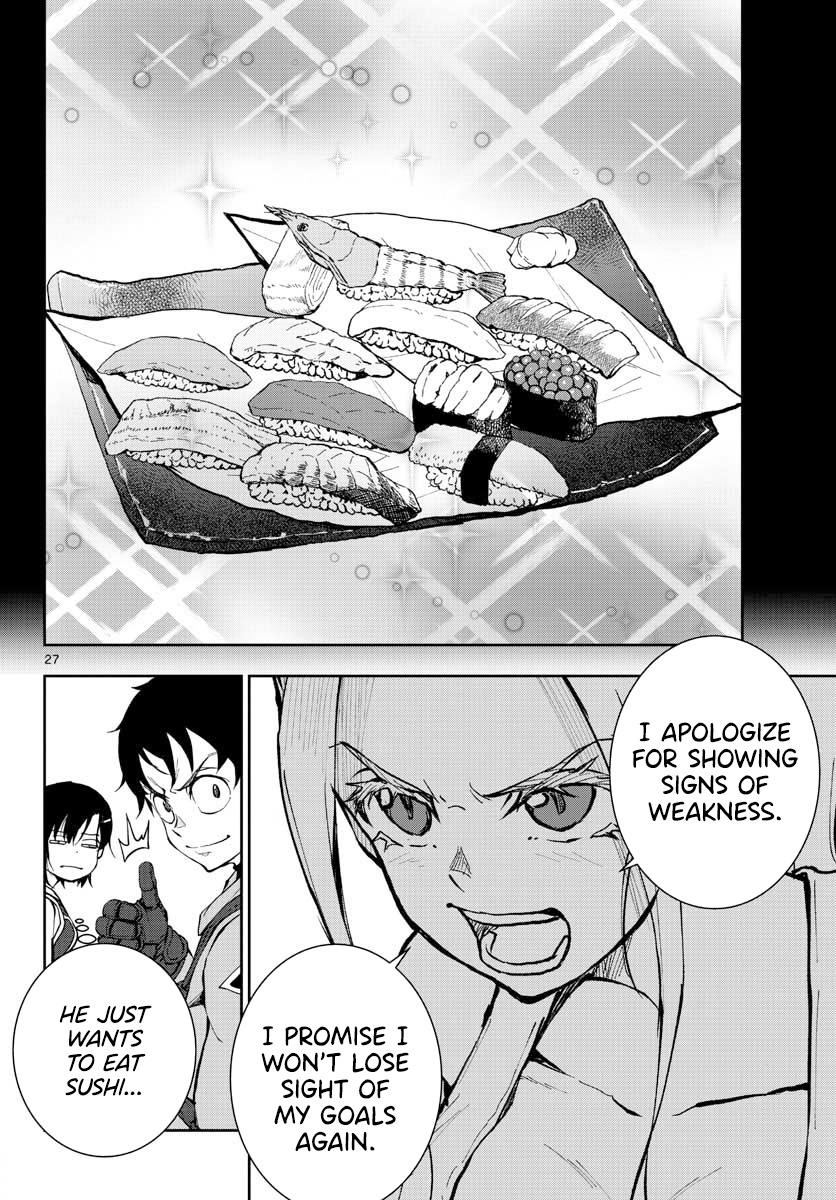 27
I APOLOGIZE
FOR SHOWING
SIGNS OF
WEAKNESS.
I PROMISE I
WON'T LOSE
SIGHT OF
MY GOALS
AGAIN.
HE JUST
WANTS
TO EAT
SUSHI...